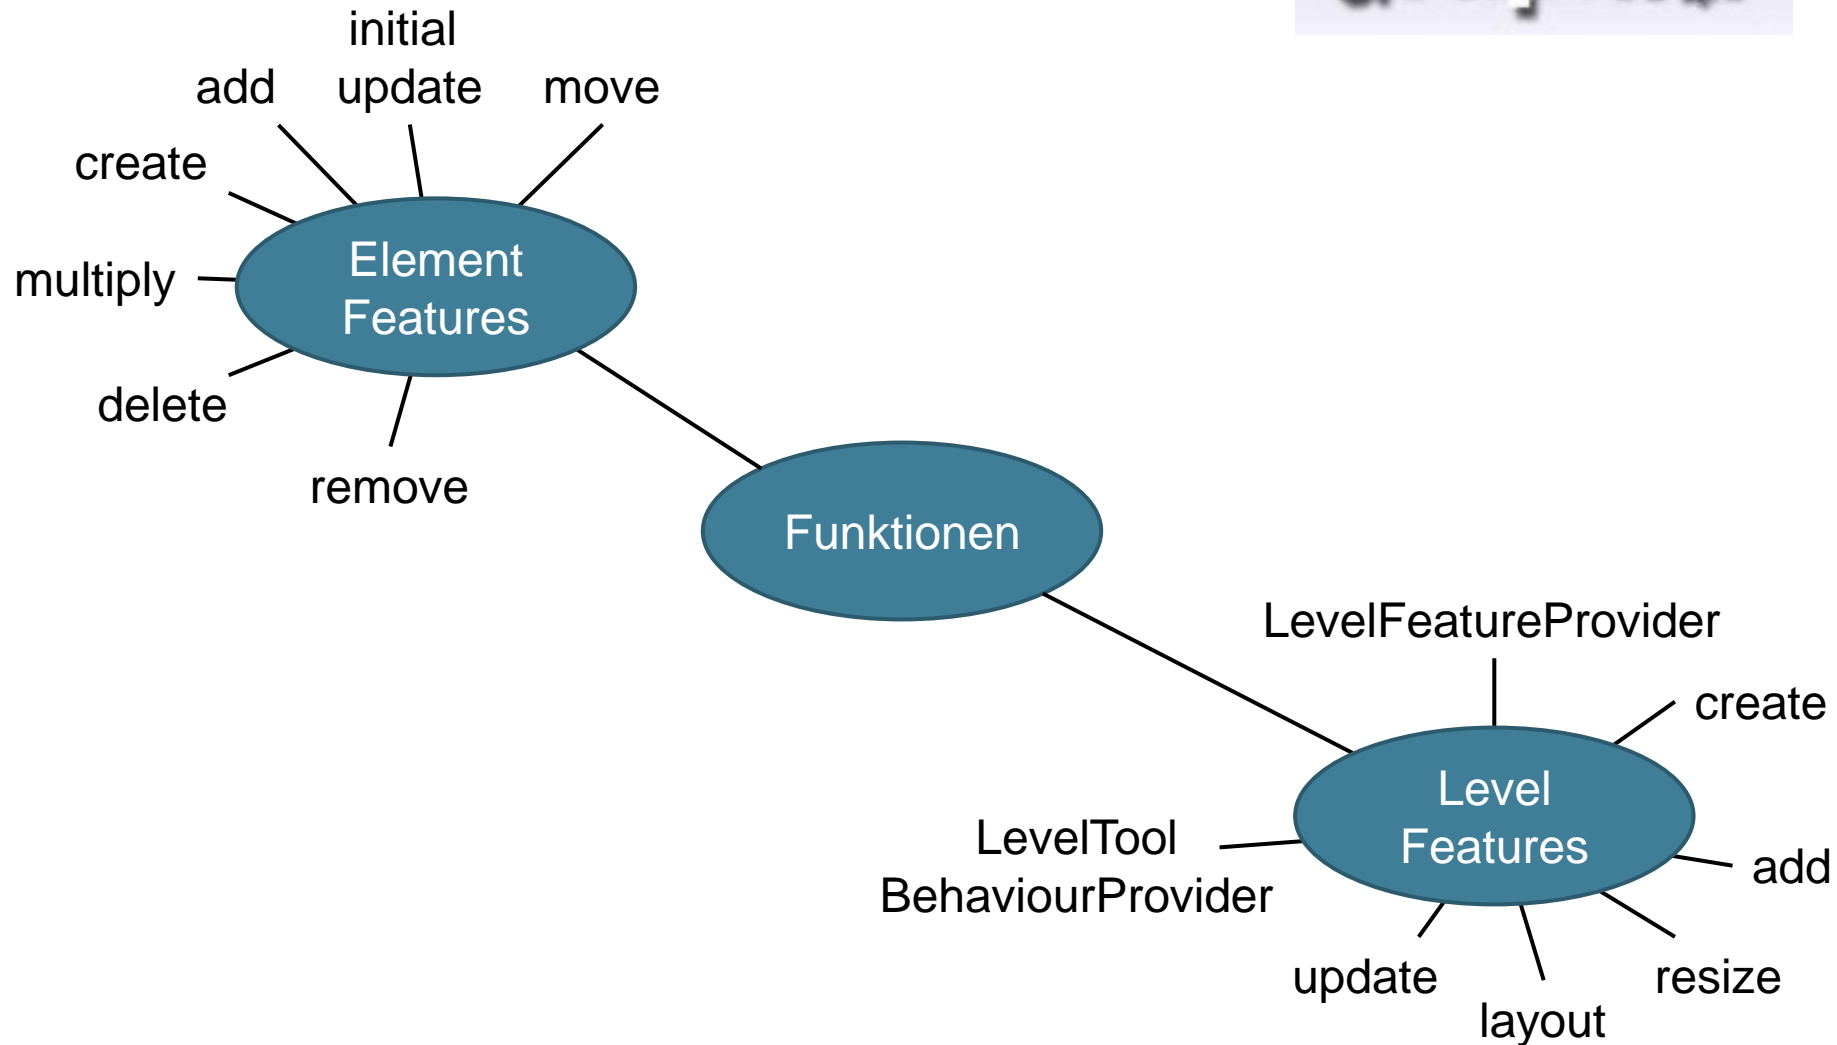 initial
add
update
move
create
multiply
Element
Features
delete
remove
Funktionen
LevelFeatureProvider
create
Level
Features
LevelTool
BehaviourProvider
add
update
resize
layout